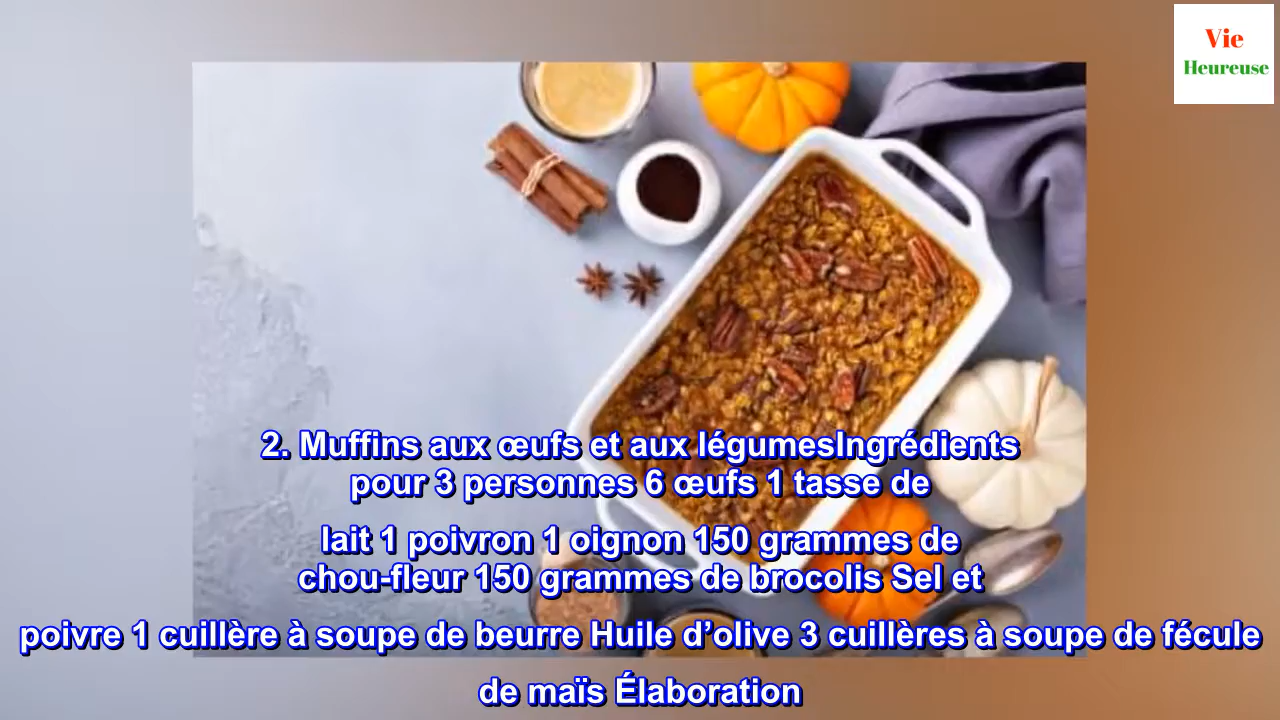 Vie
Heureuse
2. Muffins aux œufs et aux légumesIngrédients
pour 3 personnes 6 œufs 1 tasse de
lait 1 poivron 1 oignon 150 grammes de
chou-fleur 150 grammes de brocolis Sel et
poivre 1 cuillère à soupe de beurre Huile d’olive 3 cuillères à soupe de fécule
de maïs Élaboration